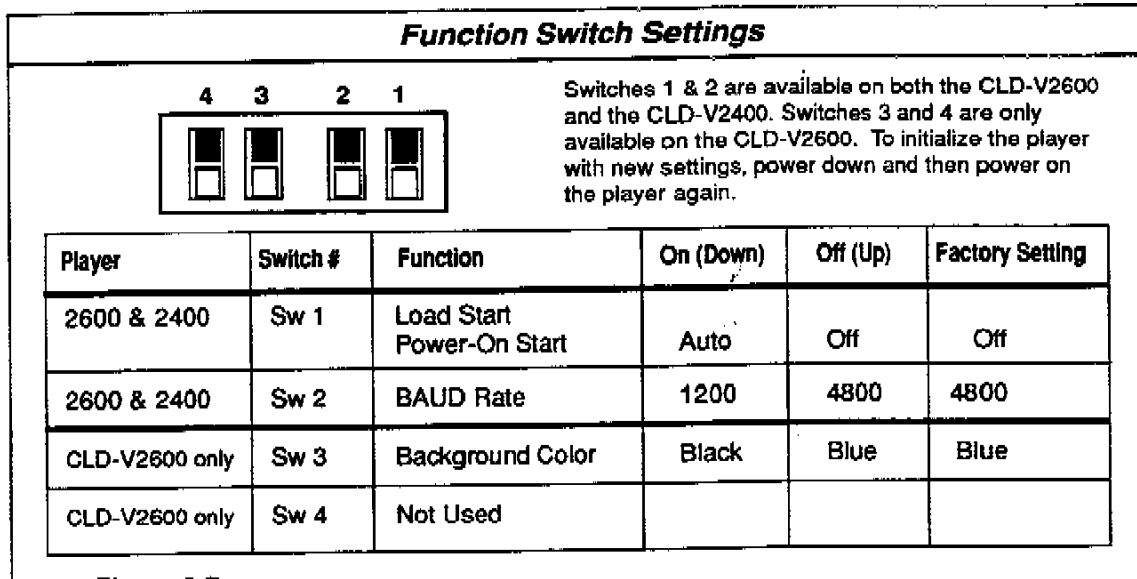 Function Switch Settings
4 3 2 1
Switches 1 & 2 are available on both the CLD-V2600
and the CLD-V2400. Switches 3 and 4 are only
available on the CLD-V2600. To initialize the player
with new settings, power down and then power on
the player again.
Player Switch # Function On (Down) Off (Up) Factory Setting
2600 & 2400 Sw 1 Load Start
Power-On Start Auto Off Off
2600 & 2400 Sw 2 BAUD Rate 1200 4800 4800
CLD-V2600 only Sw 3 Background Color Black Blue Blue
CLD-V2600 only Sw 4 Not Used